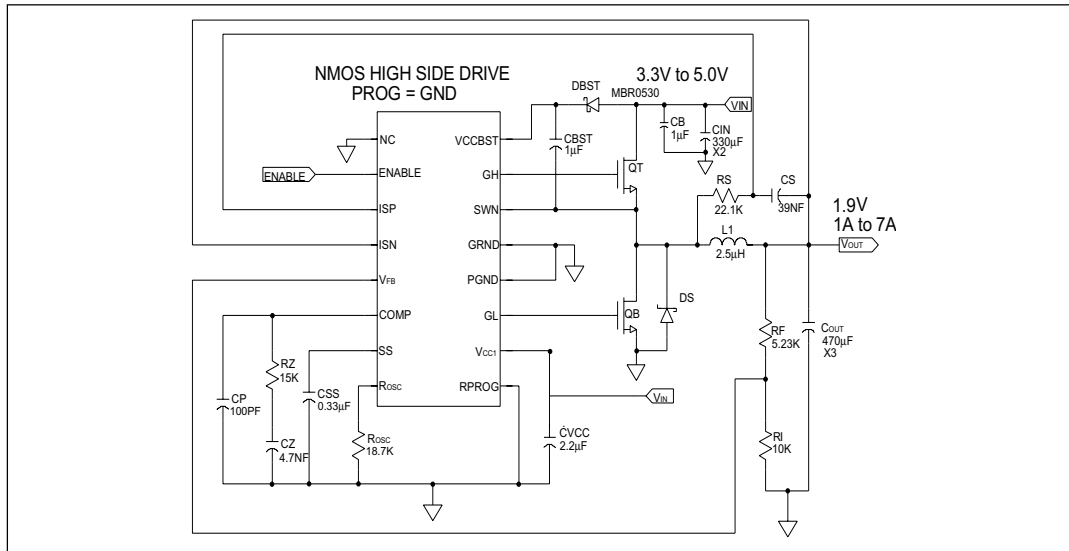 NMOS HIGH SIDE DRIVE
PROG = GND
3.3V to 5.0V
DBST
MBR0530
VIN
CB
1µF
CIN
330µF
X2
CBST
1µF
NC
ENABLE
ISP
ISN
VFB
COMP
SS
ROSC
VCCBST
GH
SWN
GRND
PGND
GL
VCC1
RPROG
ENABLE
QT
RS
22.1K
CS
39NF
1.9V
1A to 7A
VOUT
L1
2.5µH
QB
DS
RF
5.23K
COUT
470µF
X3
RI
10K
VIN
CVCC
2.2µF
RZ
15K
CP
100PF
CZ
4.7NF
CSS
0.33µF
ROSC
18.7K